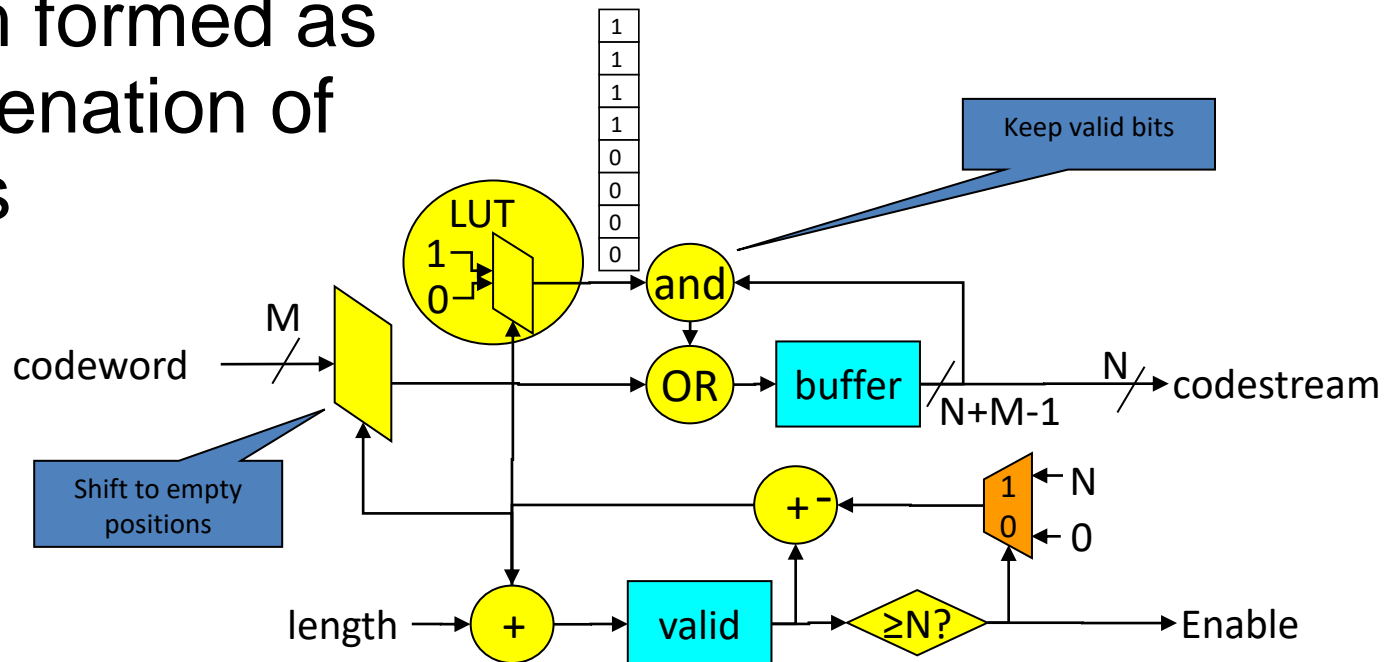 formed as
enation of
1
1
1
1
0
0
0
0
Keep valid bits
LUT
1
0
and
M
codeword
OR
buffer
N+M-1
N
codestream
Shift to empty
positions
+ -
1
0
N
0
length
+
valid
≥N?
Enable